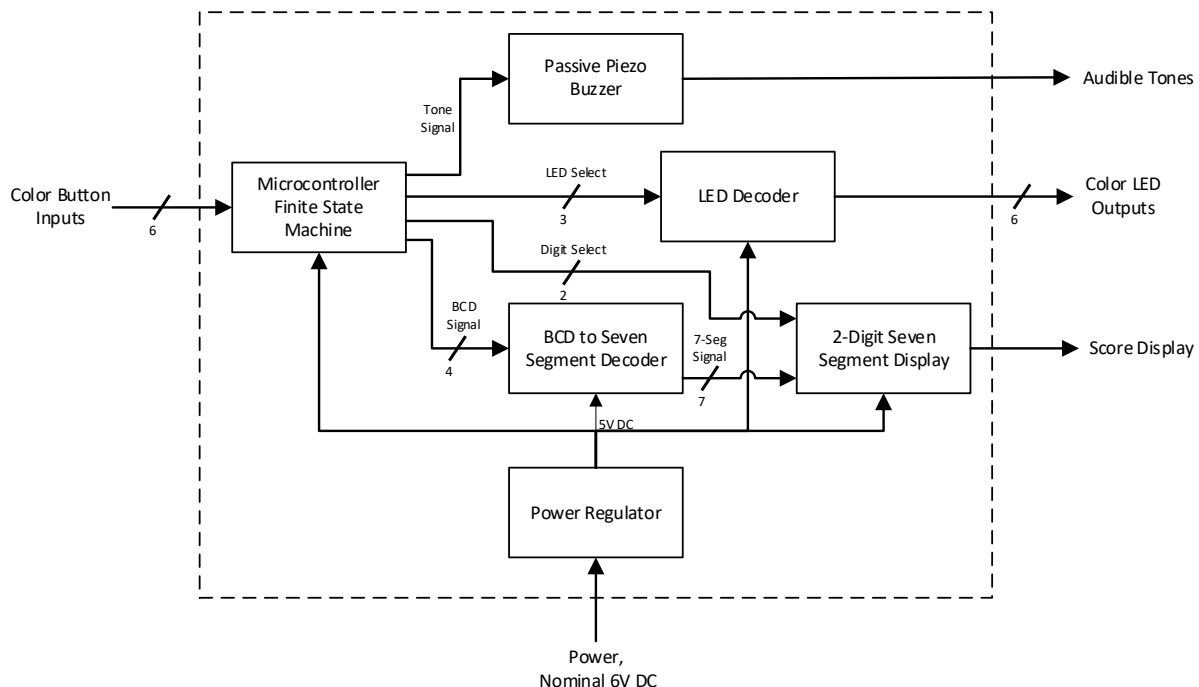 Passive Piezo
Buzzer
Audible Tones
Tone
Signal
Color Button
Inputs
6
Microcontroller
Finite State
Machine
LED Select
3
LED Decoder
6
Color LED
Outputs
Digit Select
2
BCD
Signal
4
BCD to Seven
Segment Decoder
7-Seg
Signal
7
2-Digit Seven
Segment Display
Score Display
5V DC
Power Regulator
Power,
Nominal 6V DC